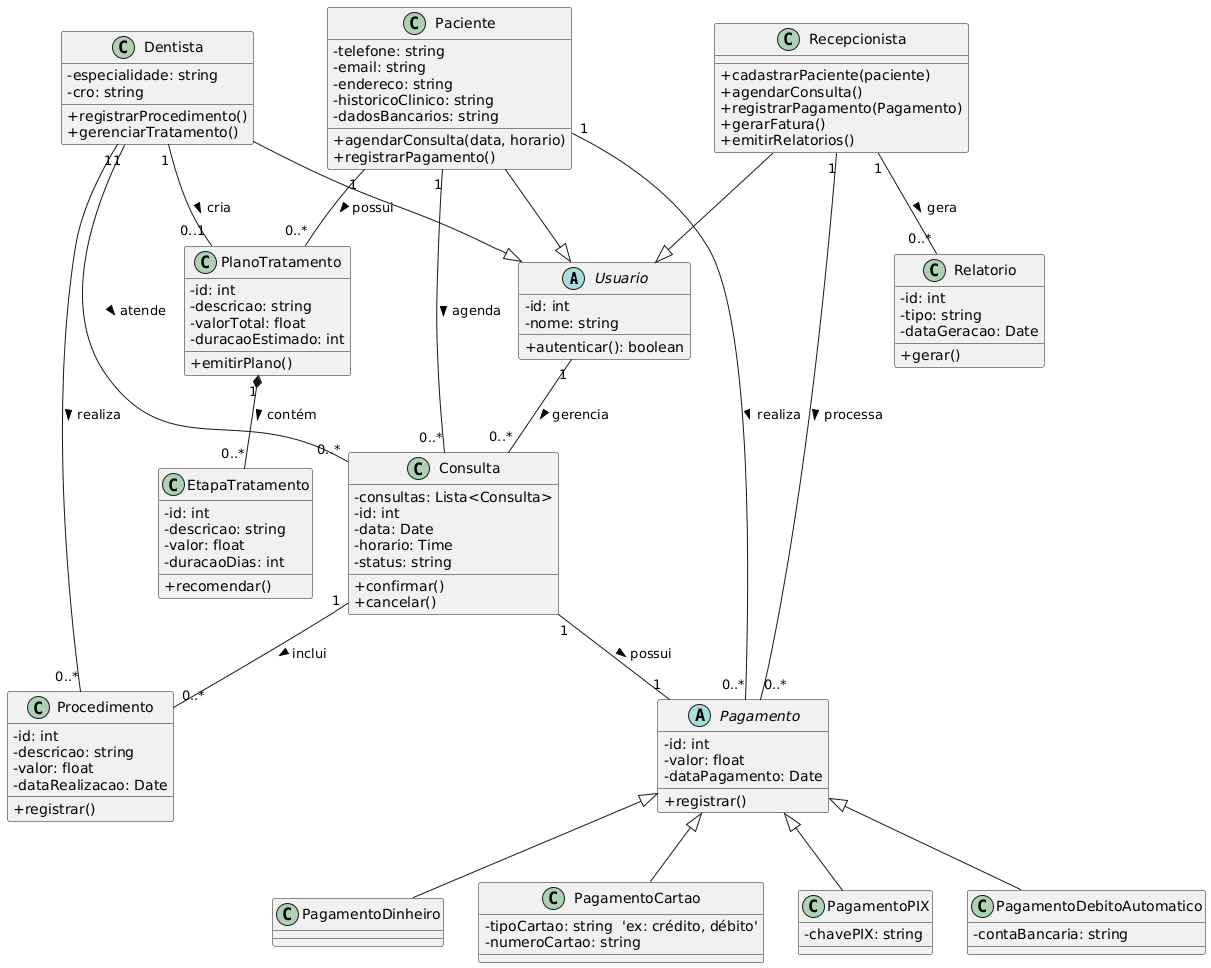 C Dentista
-especialidade: string
-cro: string
+registrarProcedimento()
+gerenciarTratamento()
C Paciente
-telefone: string
-email: string
-endereco: string
-historicoClinico: string
-dadosBancarios: string
+agendarConsulta(data, horario)
+registrarPagamento()
C Recepcionista
+cadastrarPaciente(paciente)
+agendarConsulta()
+registrarPagamento(Pagamento)
+gerarFatura()
+emitirRelatorios()
1
1
1
1
1
1
1
1
cria
possui
gera
0..1
0..*
0..*
C PlanoTratamento
-id: int
-descricao: string
-valorTotal: float
-duracaoEstimado: int
+emitirPlano()
A Usuario
-id: int
-nome: string
+autenticar(): boolean
C Relatorio
-id: int
-tipo: string
-dataGeracao: Date
+gerar()
atende
agenda
1
1
realiza
contém
gerencia
realiza
processa
0..*
0..*
0..*
0..*
C EtapaTratamento
-id: int
-descricao: string
-valor: float
-duracaoDias: int
+recomendar()
C Consulta
-consultas: Lista<Consulta>
-id: int
-data: Date
-horario: Time
-status: string
+confirmar()
+cancelar()
1
1
inclui
possui
0..*
0..*
1
0..*
0..*
C Procedimento
-id: int
-descricao: string
-valor: float
-dataRealizacao: Date
+registrar()
A Pagamento
-id: int
-valor: float
-dataPagamento: Date
+registrar()
C PagamentoDinheiro
C PagamentoCartao
-tipoCartao: string 'ex: crédito, débito'
-numeroCartao: string
C PagamentoPIX
-chavePIX: string
C PagamentoDebitoAutomatico
-contaBancaria: string